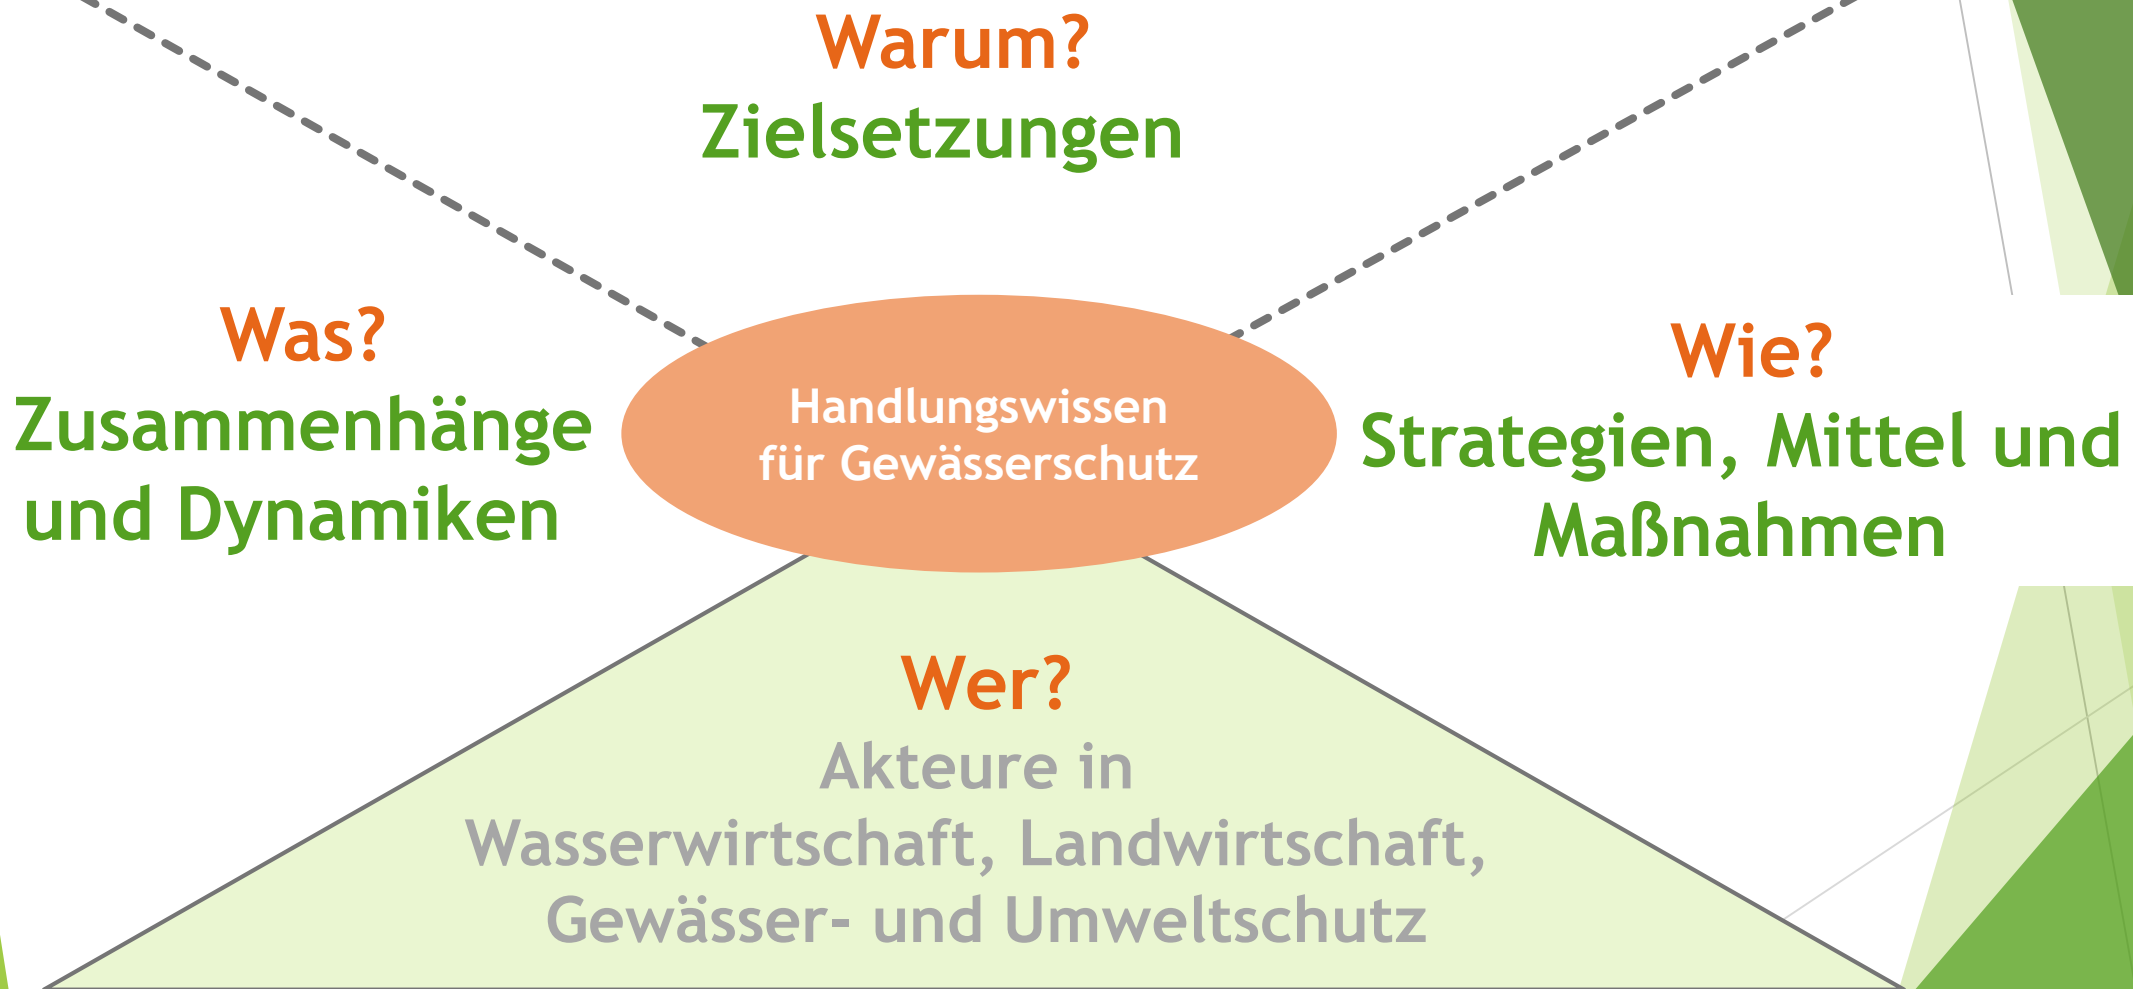 Warum?
Zielsetzungen
Was?
Zusammenhänge
und Dynamiken
Handlungswissen
für Gewässerschutz
Wie?
Strategien, Mittel und
Maßnahmen
Wer?
Akteure in
Wasserwirtschaft, Landwirtschaft,
Gewässer- und Umweltschutz